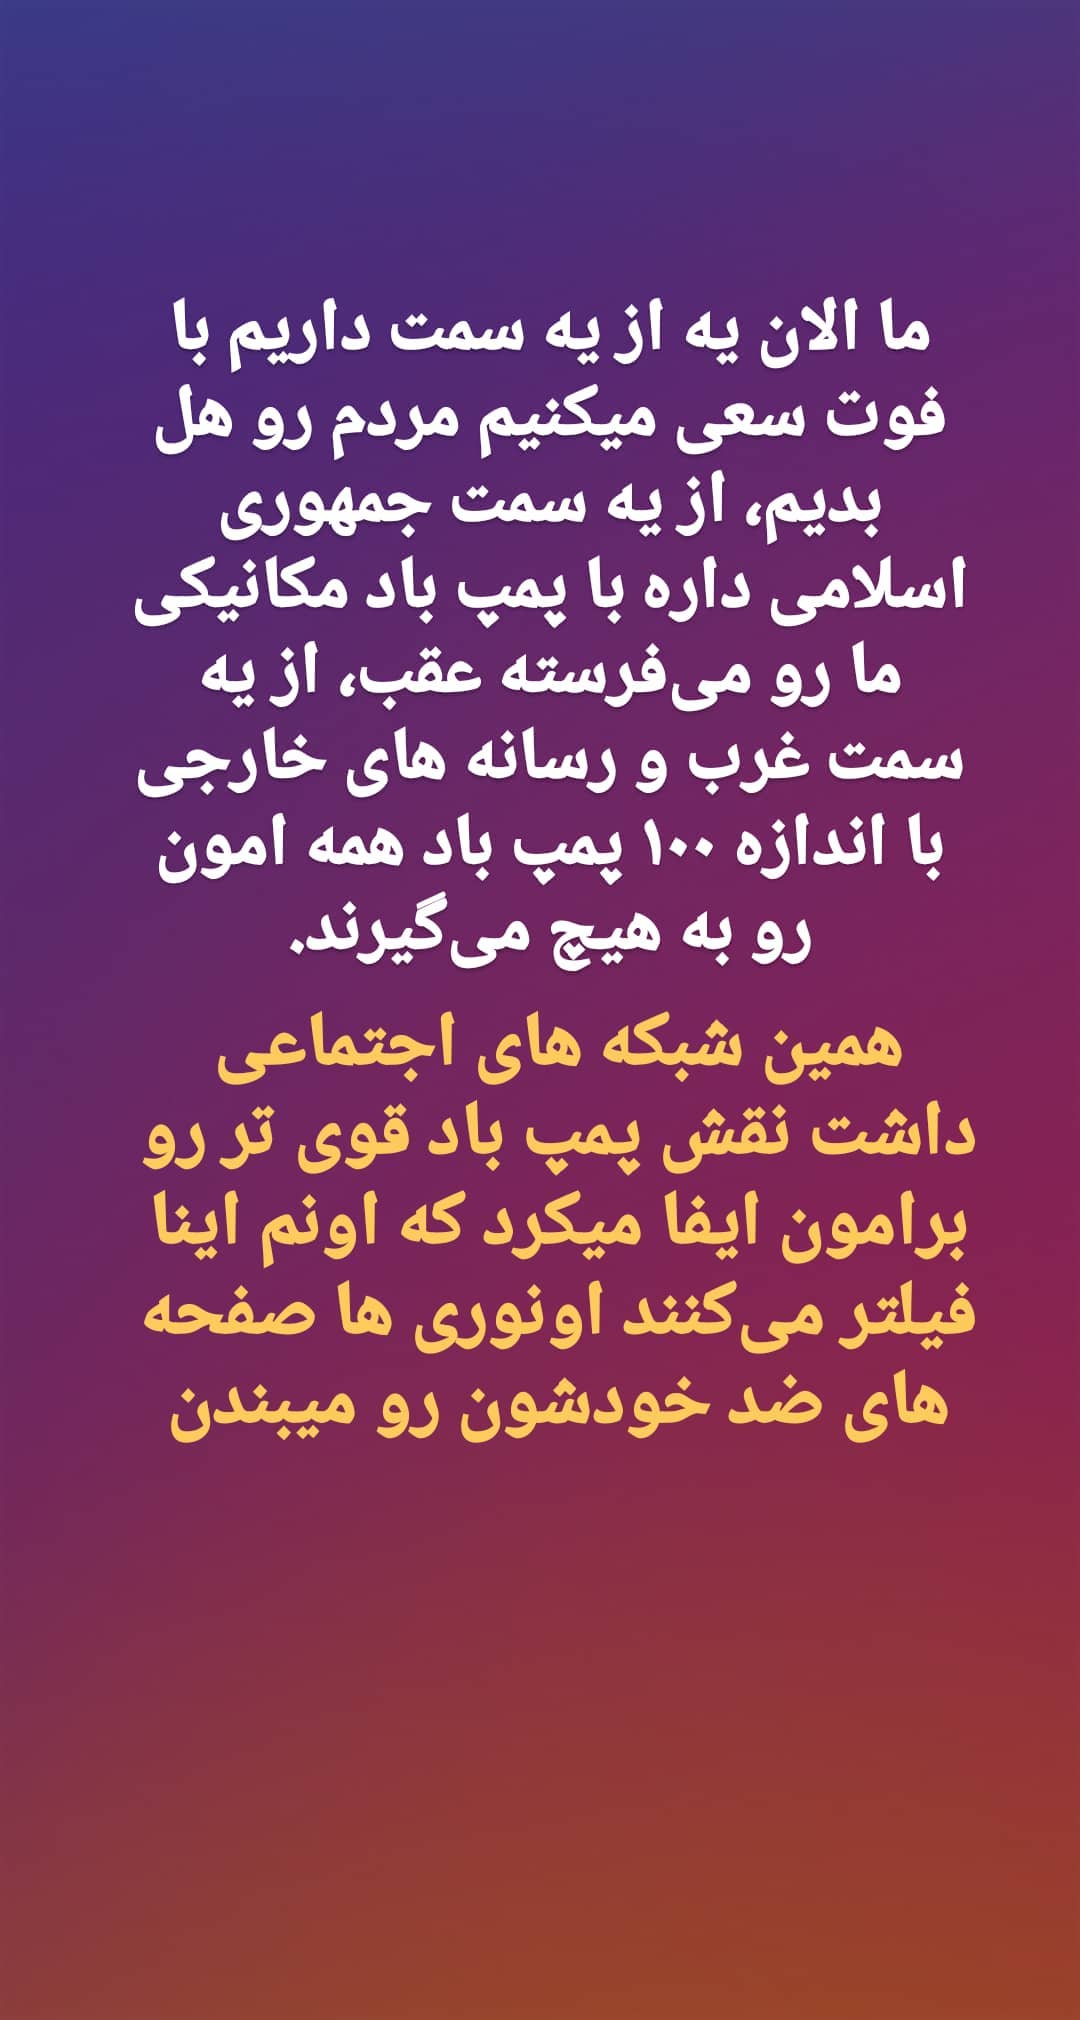 ما الان یه از یه سمت داریم با
فوت سعی میکنیم مردم رو هل
بدیم، از یه سمت جمهوری
اسلامی داره با پمپ باد مکانیکی
ما رو می‌فرسته عقب، از یه
سمت غرب و رسانه های خارجی
با اندازه ۱۰۰ پمپ باد همه امون
رو به هیچ می‌گیرند.
همین شبکه های اجتماعی
داشت نقش پمپ باد قوی تر رو
برامون ایفا میکرد که اونم اینا
فیلتر می‌کنند اونوری ها صفحه
های ضد خودشون رو میبندن